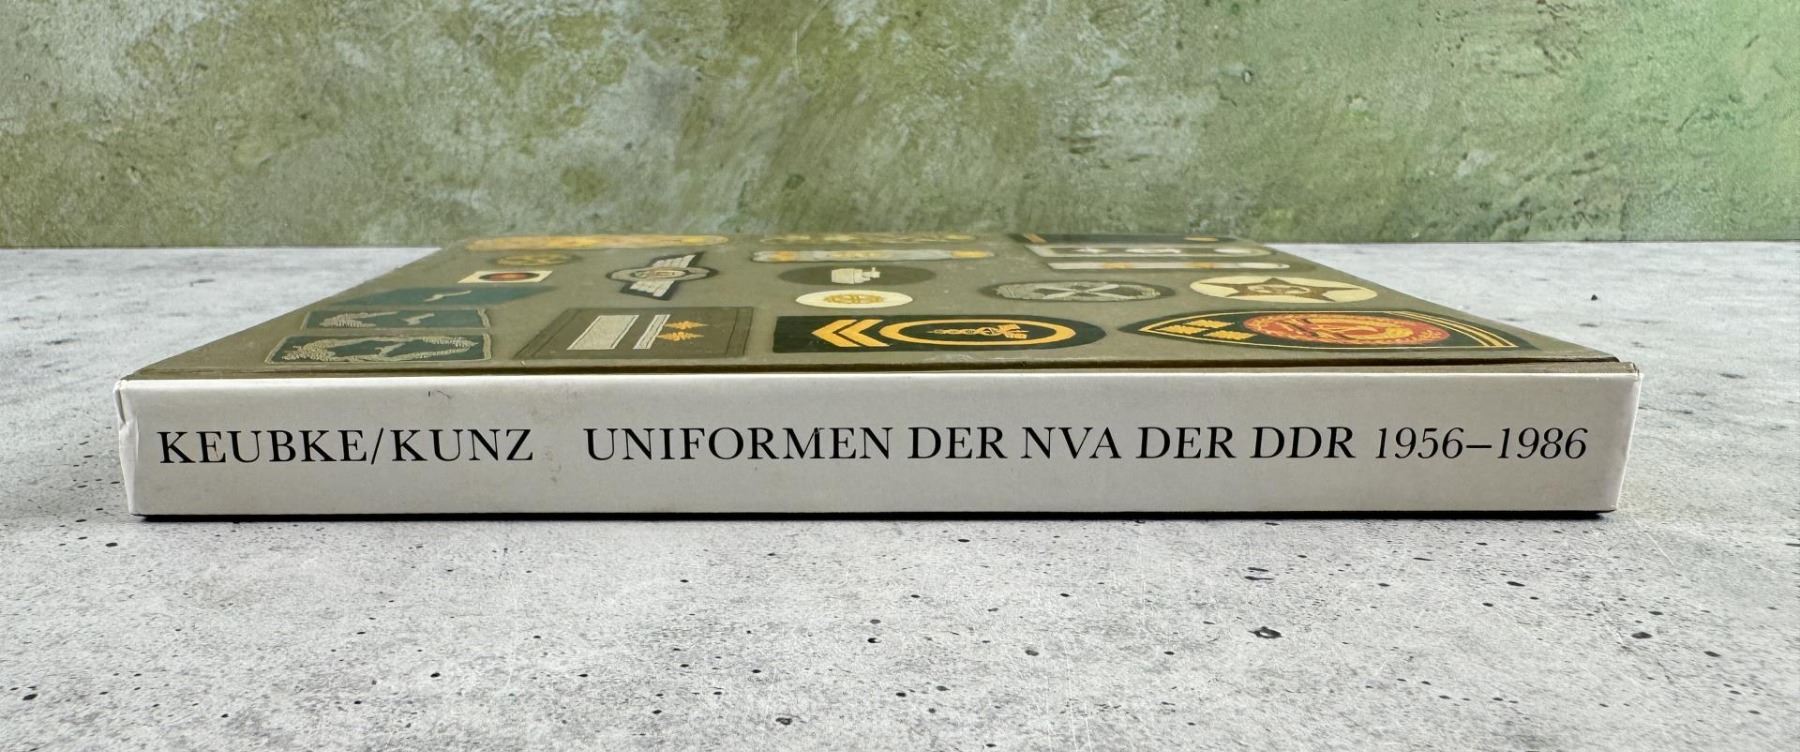 KEUBKE/KUNZ UNIFORMEN DER NVA DER DDR 1956–1986